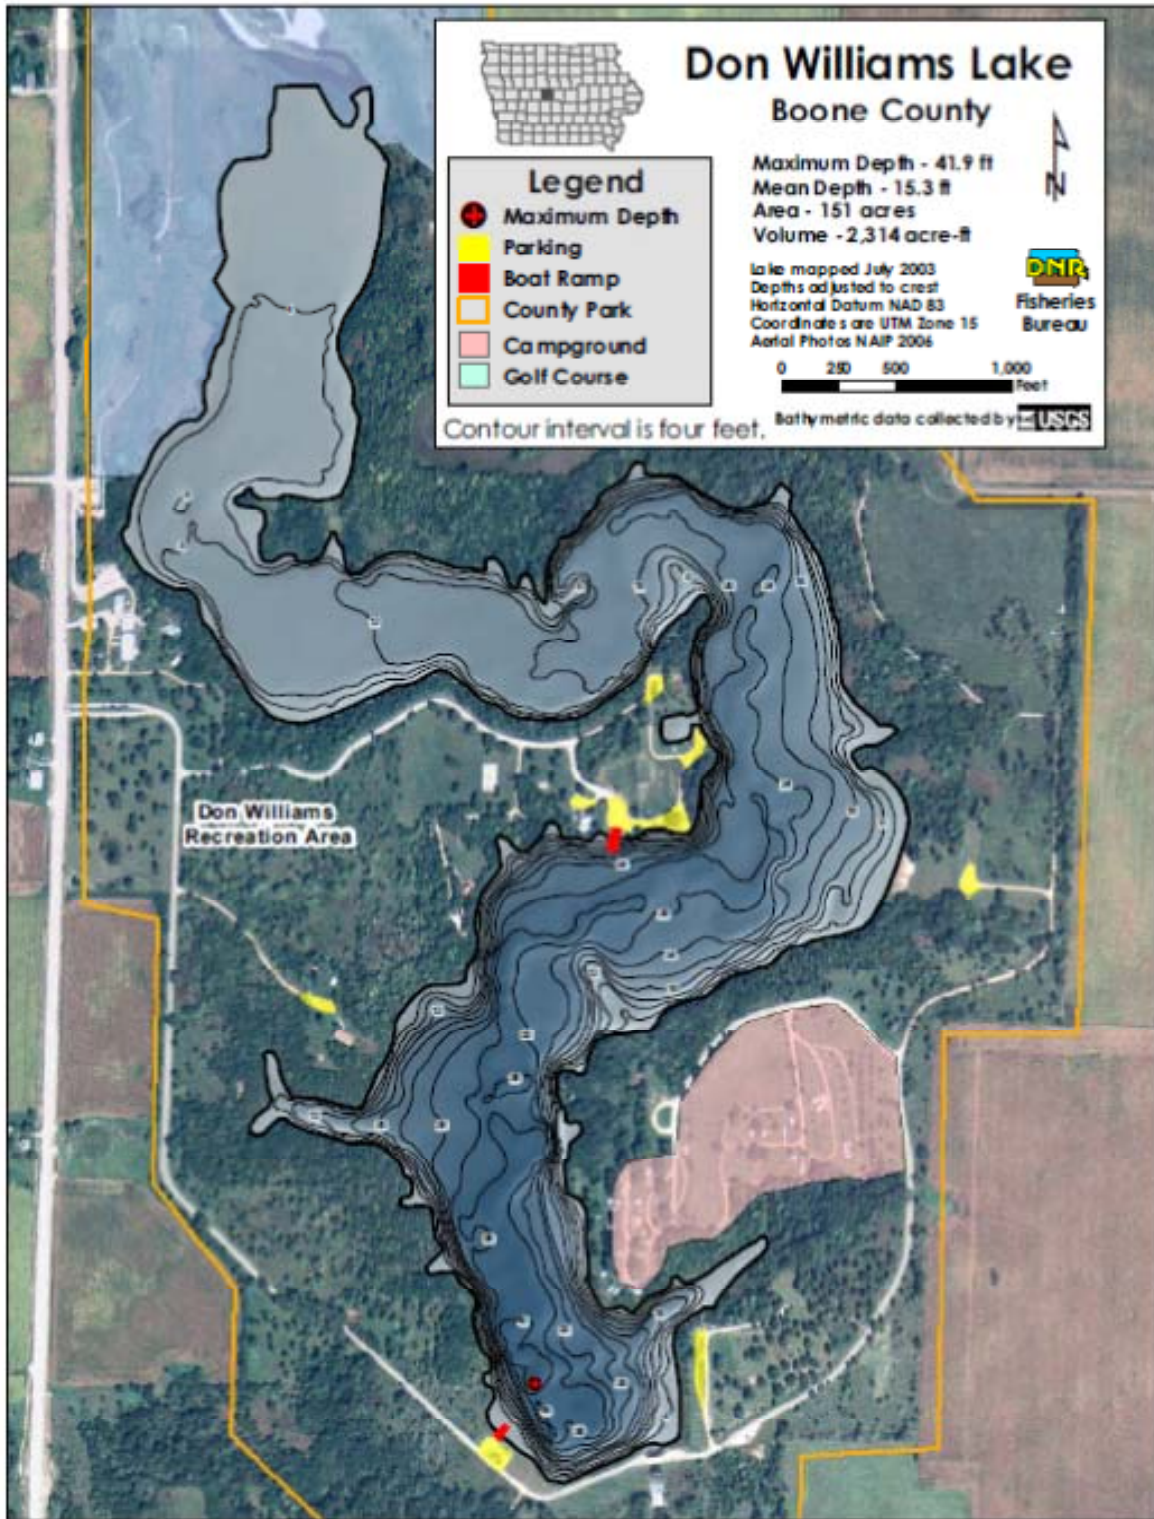 Don Williams Lake
Boone County
Maximum Depth - 41.9 ft
Mean Depth - 15.3 ft
Area - 151 acres
Volume - 2,314 acre-ft
N
Lake mapped July 2003
Depths adjusted to crest
Horizontal Datum NAD 83
Coordinates are UTM Zone 15
Aerial Photos NAIP 2006
DNR
Fisheries
Bureau
0 250 500 1,000
Feet
Legend
Maximum Depth
Parking
Boat Ramp
County Park
Campground
Golf Course
Contour interval is four feet.
Bathymetric data collected by
USGS
Don Williams
Recreation Area